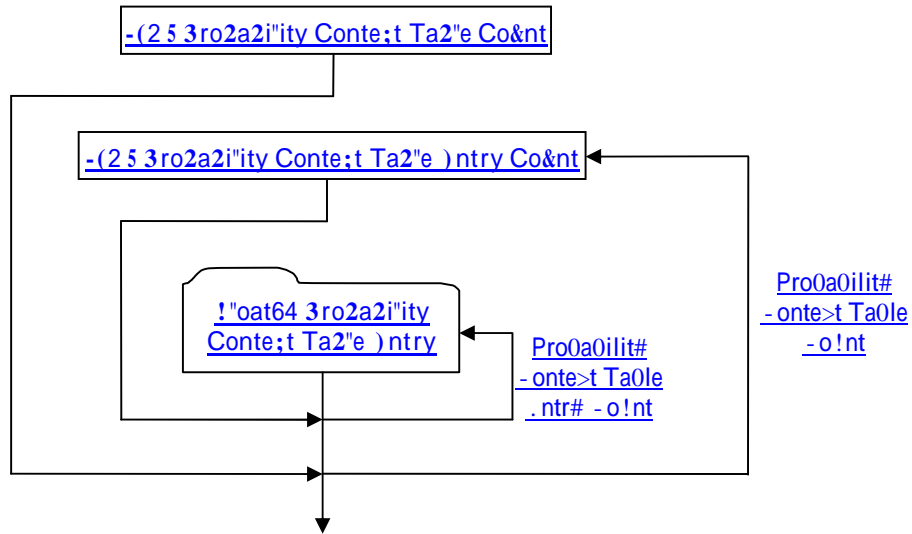 -(2 5 3ro2a2i"ity Conte;t Ta2"e Co&nt
-(2 5 3ro2a2i"ity Conte;t Ta2"e )ntry Co&nt
!"oat64 3ro2a2i"ity
Conte;t Ta2"e )ntry
Pro0a0ilit#
-onte>t Ta0le
.ntr# -o!nt
Pro0a0ilit#
-onte>t Ta0le
-o!nt